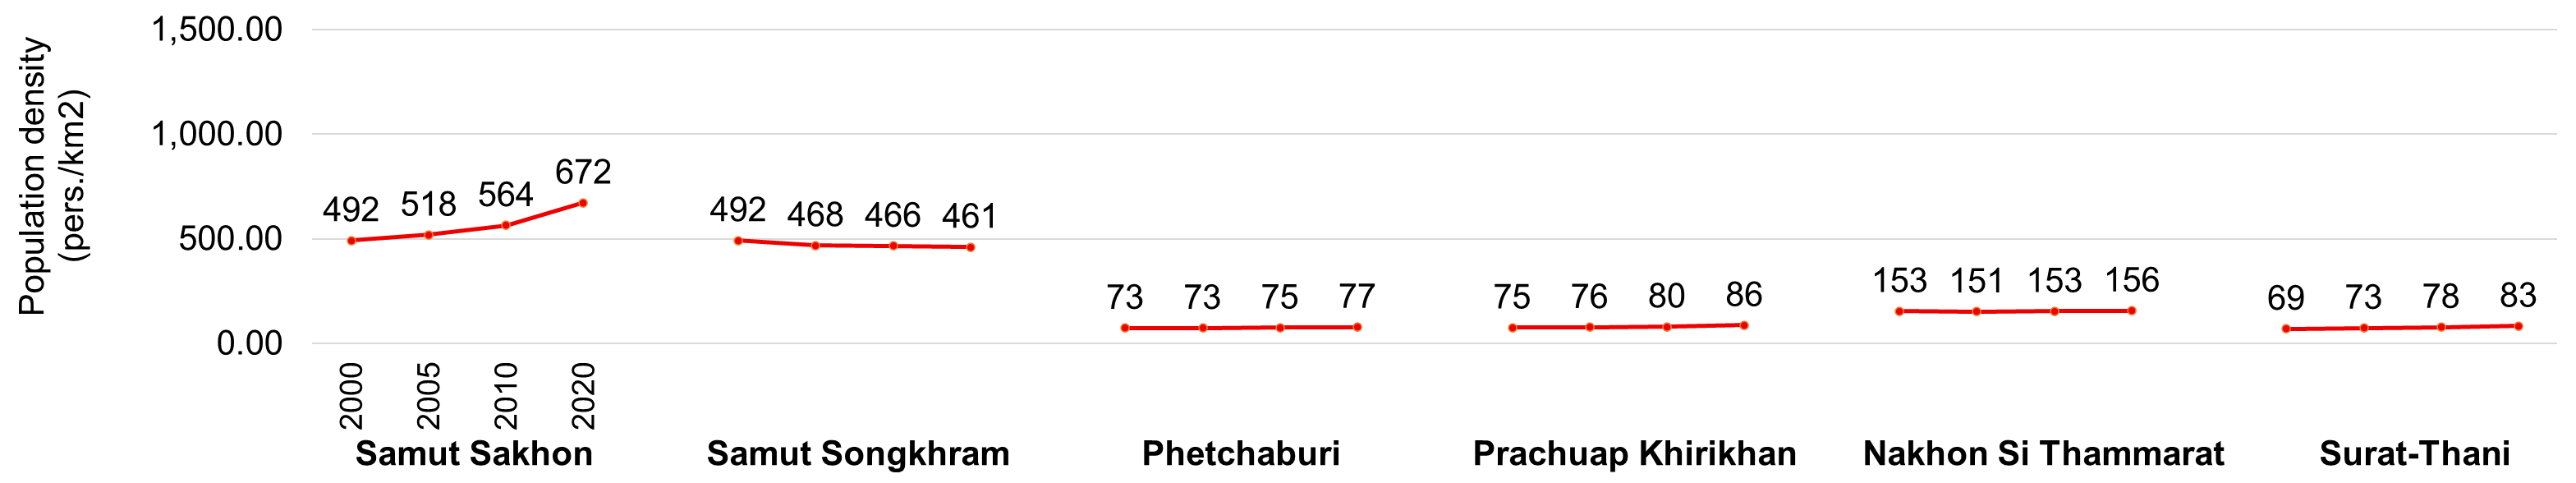 Population density
(pers./km2)
1,500.00
1,000.00
500.00
0.00
492 518 564 672
492 468 466 461
73 73 75 77
75 76 80 86
153 151 153 156
69 73 78 83
2000 2005 2010 2020
Samut Sakhon
Samut Songkhram
Phetchaburi
Prachuap Khirikhan
Nakhon Si Thammarat
Surat-Thani